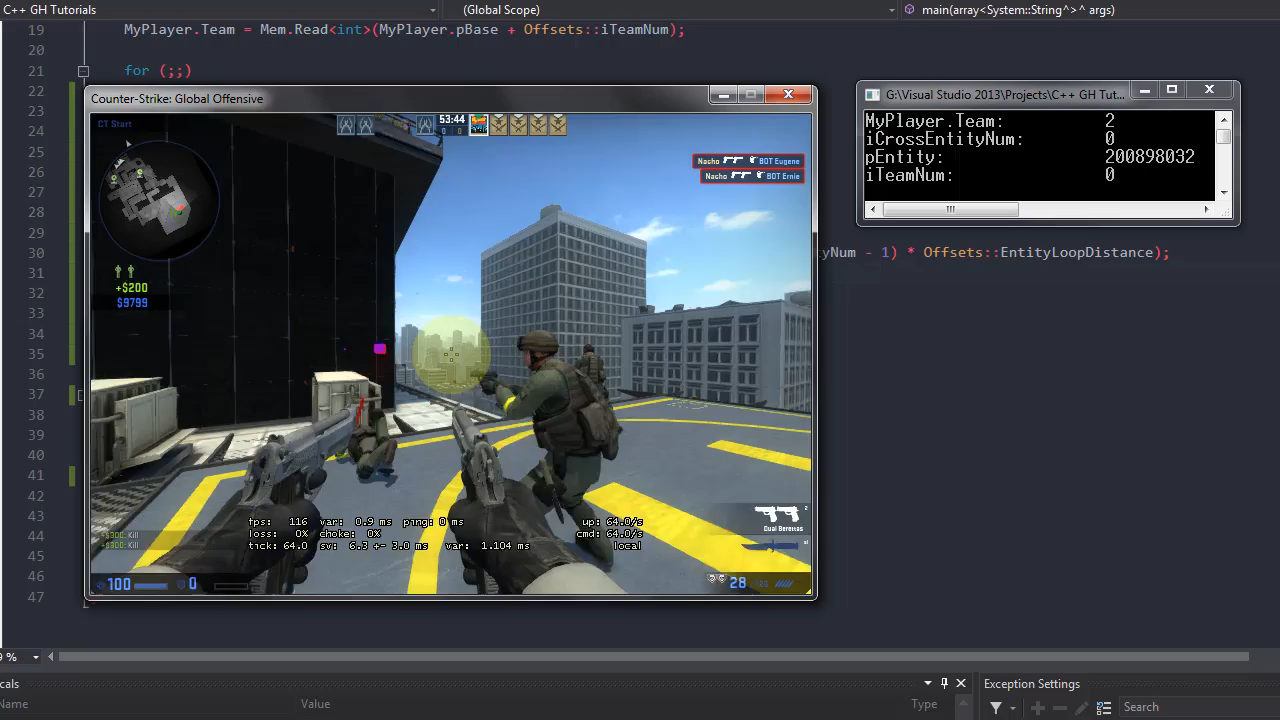 C++ GH Tutorials
(Global Scope)
main(array<System::String^>^ args)
19 MyPlayer.Team = Mem.Read<int>(MyPlayer.pBase + Offsets::iTeamNum);
20
21 for (;;)
22
23
24
25
26
27
28
29
30 yNum - 1) * Offsets::EntityLoopDistance);
31
32
33
34
35
36
37
38
39
40
41
42
43
44
45
46
47
Counter-Strike: Global Offensive
CT Start
53:44
0 0
Nacho BOT Eugene
Nacho BOT Ernie
+$200
$9799
fps: 116 var: 0.9 ms ping: 0 ms
loss: 0% choke: 0%
tick: 64.0 sv: 6.3 +- 3.0 ms var: 1.104 ms
up: 64.0/s
cmd: 64.0/s
local
+$300: Kill
+$300: Kill
Dual Berettas
100 0
28
G:\Visual Studio 2013\Projects\C++ GH Tut...
MyPlayer.Team: 2
iCrossEntityNum: 0
pEntity: 200898032
iTeamNum: 0
9 %
cals
Name
Value
Type
Exception Settings
Search